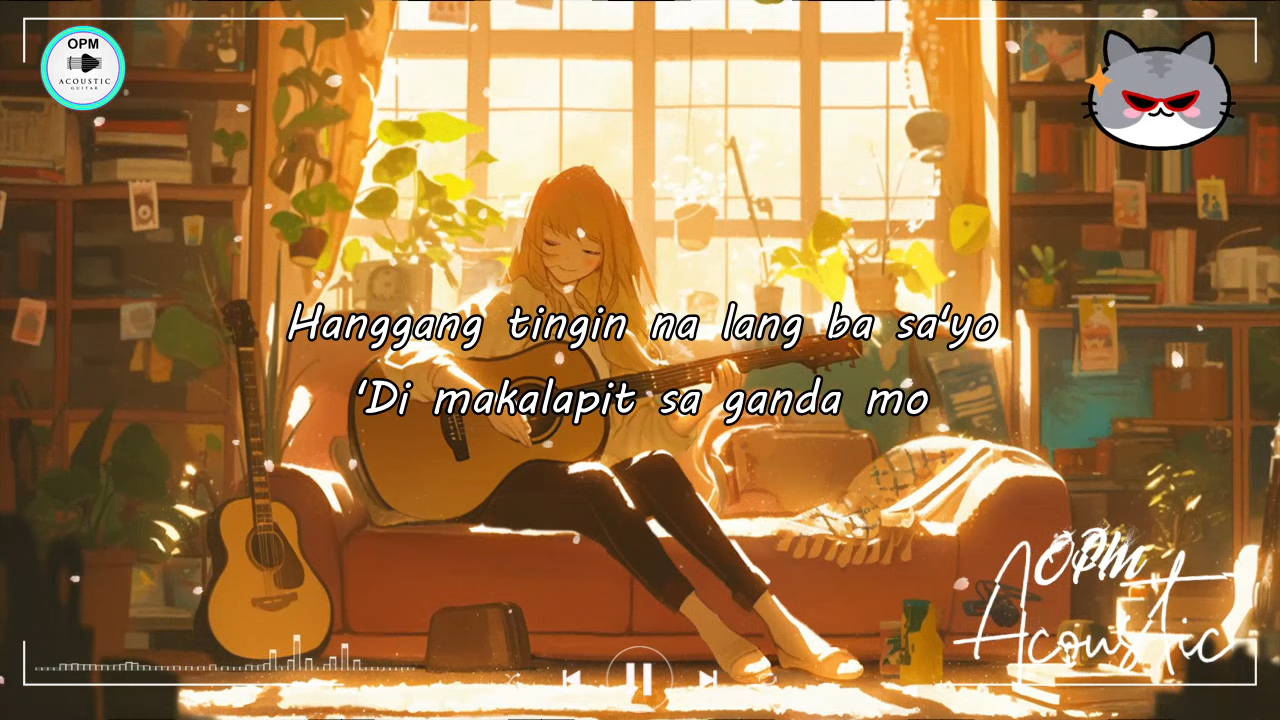 OPM
ACOUSTIC
GUITAR
Hanggang tingin na lang ba sa'yo
'Di makalapit sa ganda mo
OPM
Acoustic